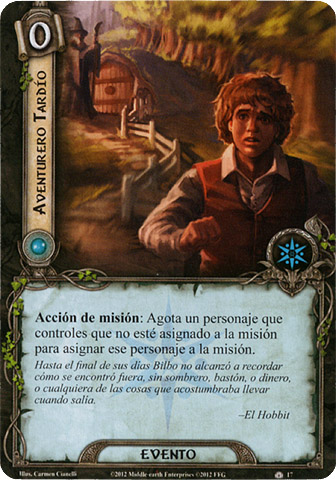 0
AVENTURERO TARDÍO
Acción de misión: Agota un personaje que
controles que no esté asignado a la misión
para asignar ese personaje a la misión.
Hasta el final de sus días Bilbo no alcanzó a recordar
cómo se encontró fuera, sin sombrero, bastón, o dinero,
o cualquiera de las cosas que acostumbraba llevar
cuando salía.
–El Hobbit
EVENTO
Illus. Carmen Cianelli
©2012 Middle-earth Enterprises ©2012 FFG
17